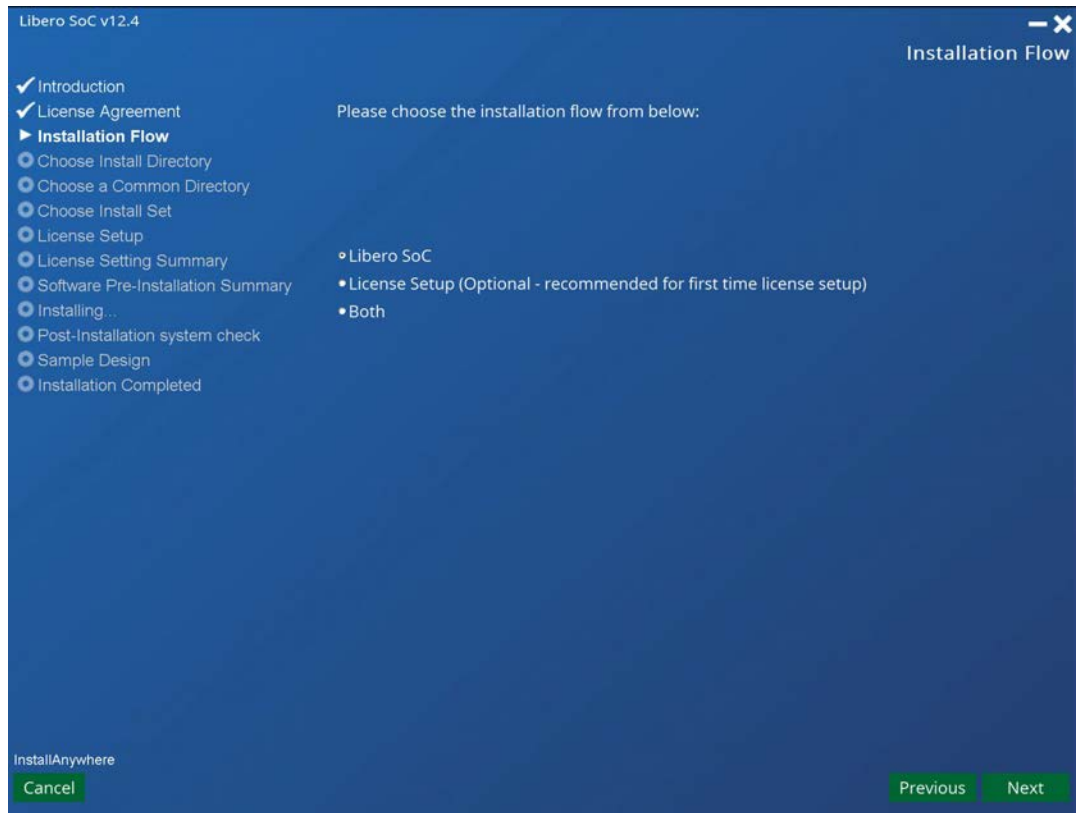 Libero SoC v12.4
Installation Flow
Introduction
License Agreement
Please choose the installation flow from below:
Installation Flow
Choose Install Directory
Choose a Common Directory
Choose Install Set
License Setup
Libero SoC
License Setting Summary
License Setup (Optional - recommended for first time license setup)
Software Pre-Installation Summary
Both
Installing...
Post-Installation system check
Sample Design
Installation Completed
InstallAnywhere
Cancel
Previous
Next